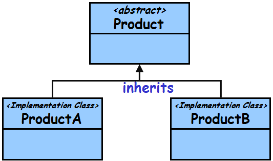 <abstract>
Product
inherits
<Implementation Class>
ProductA
<Implementation Class>
ProductB